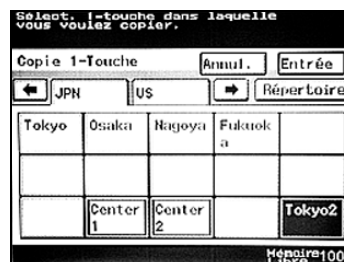 Sélect. 1-touche dans laquelle
vous voulez copier.
Copie 1-Touche Annul. Entrée
JPN US Répertoire
Tokyo Osaka Nagoya Fukuok
a
Center Center Tokyo2
1 2
Mémoire 100
Libre